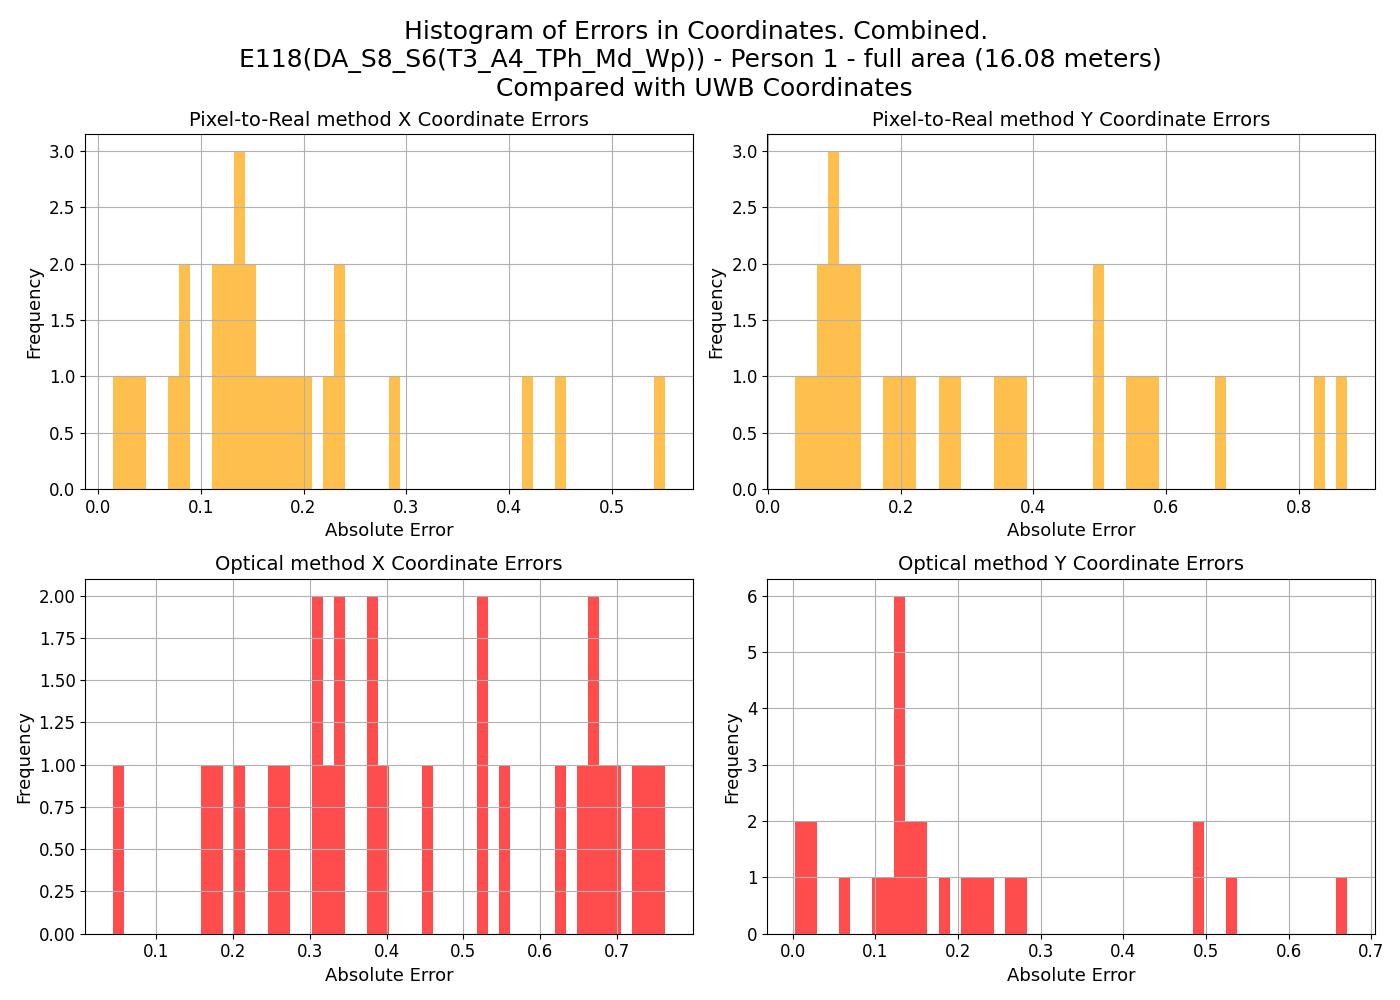 Histogram of Errors in Coordinates. Combined.
E118(DA_S8_S6(T3_A4_TPh_Md_Wp)) - Person 1 - full area (16.08 meters)
Compared with UWB Coordinates
Pixel-to-Real method X Coordinate Errors
3.0
2.5
2.0
1.5
1.0
0.5
0.0
Frequency
0.0 0.1 0.2 0.3 0.4 0.5
Absolute Error
Pixel-to-Real method Y Coordinate Errors
3.0
2.5
2.0
1.5
1.0
0.5
0.0
Frequency
0.0 0.2 0.4 0.6 0.8
Absolute Error
Optical method X Coordinate Errors
2.00
1.75
1.50
1.25
1.00
0.75
0.50
0.25
0.00
Frequency
0.1 0.2 0.3 0.4 0.5 0.6 0.7
Absolute Error
Optical method Y Coordinate Errors
6
5
4
3
2
1
0
Frequency
0.0 0.1 0.2 0.3 0.4 0.5 0.6 0.7
Absolute Error